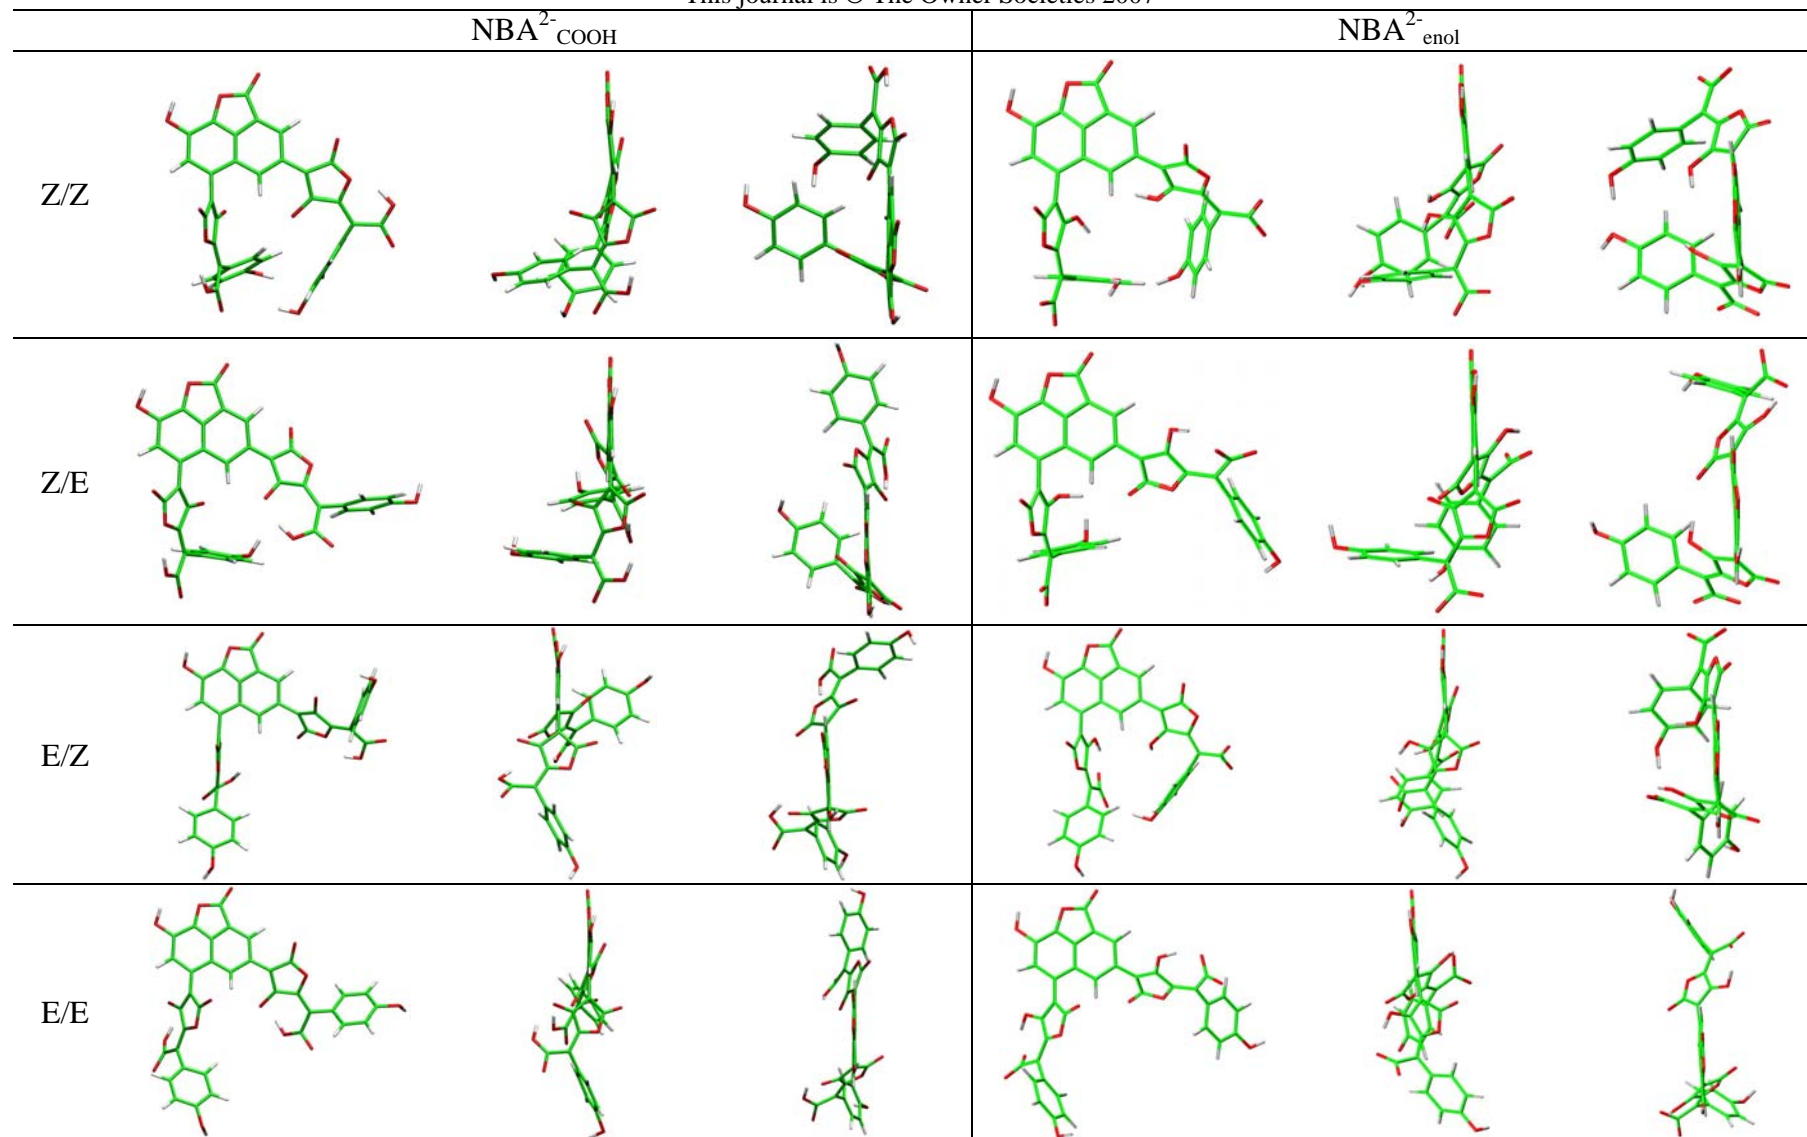 This journal is © The Owner Societies 2007
NBA²⁻COOH NBA²⁻enol
Z/Z
Z/E
E/Z
E/E